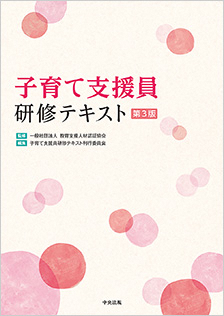 子育て支援員
研修テキスト 第3版
監修 一般社団法人 教育支援人材認証協会
編集 子育て支援員研修テキスト刊行委員会
中央法規